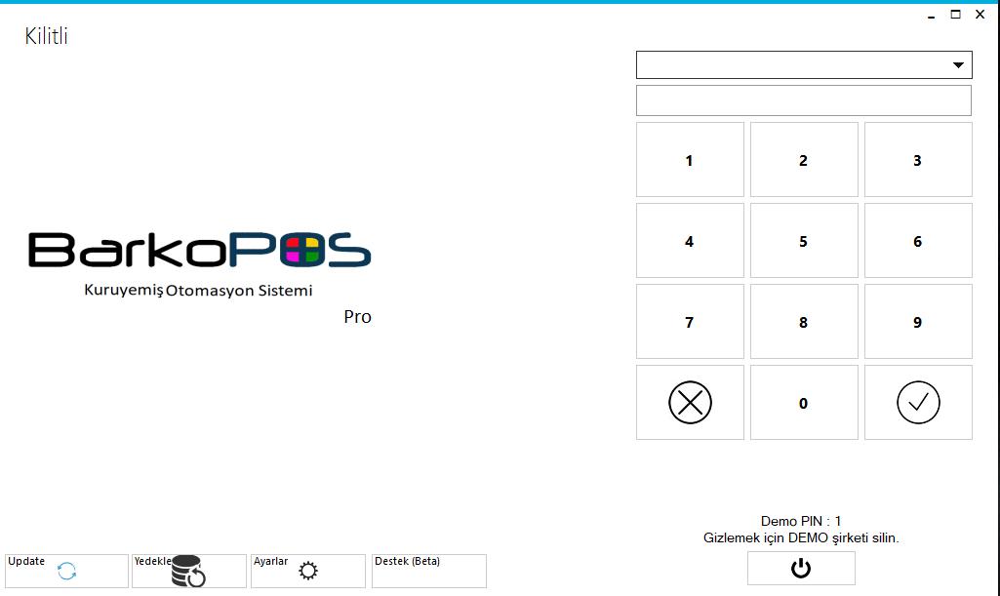 Kilitli
BarkoPOS
Kuruyemiş Otomasyon Sistemi
Pro
1 2 3
4 5 6
7 8 9
0
Demo PIN : 1
Gizlemek için DEMO şirketi silin.
Update Yedekle Ayarlar Destek (Beta)